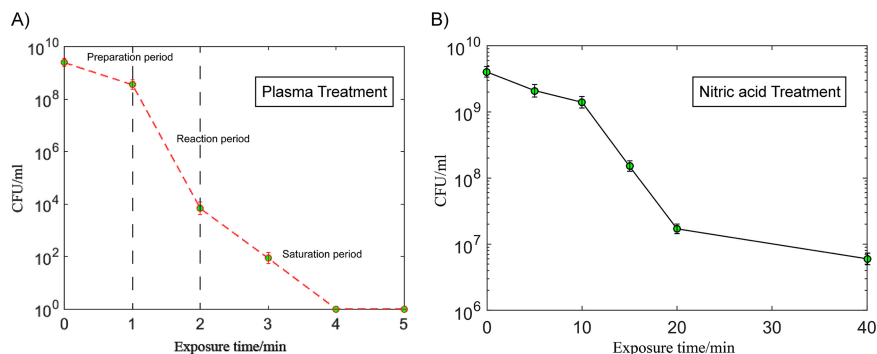 A)
10^10
10^8
10^6
10^4
10^2
10^0
CFU/ml
Preparation period
Plasma Treatment
Reaction period
Saturation period
0 1 2 3 4 5
Exposure time/min
B)
10^10
10^9
10^8
10^7
10^6
CFU/ml
Nitric acid Treatment
0 10 20 30 40
Exposure time/min